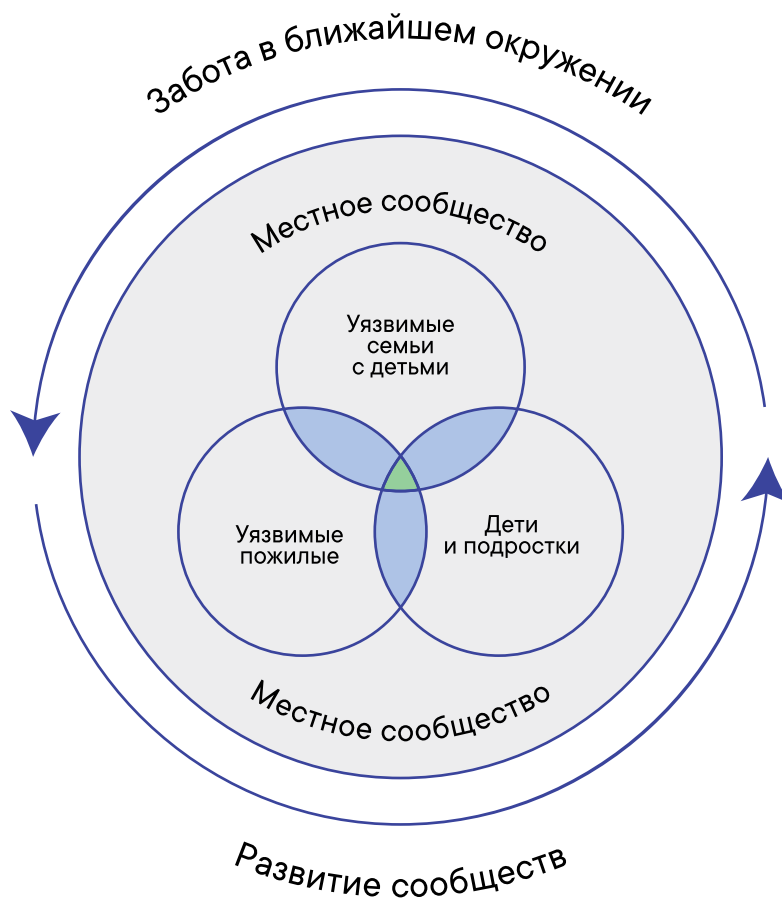 Забота в ближайшем окружении
Местное сообщество
Уязвимые
семьи
с детьми
Уязвимые
пожилые
Дети
и подростки
Местное сообщество
Развитие сообществ